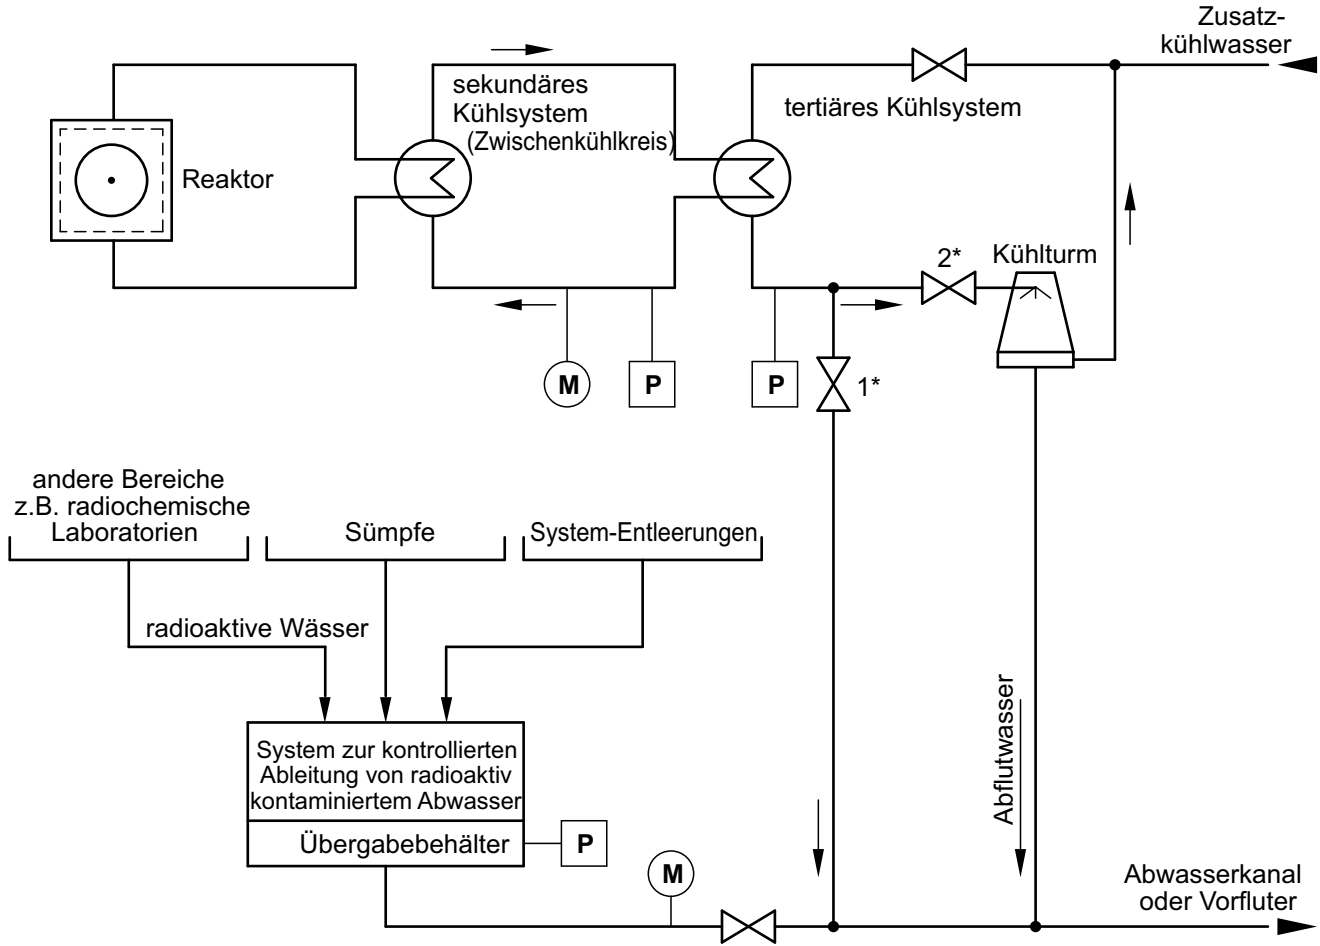 Zusatz-
kühlwasser
sekundäres
Kühlsystem
(Zwischenkühlkreis)
tertiäres Kühlsystem
Reaktor
2*
Kühlturm
M
P
P
1*
andere Bereiche
z.B. radiochemische
Laboratorien
Sümpfe
System-Entleerungen
radioaktive Wässer
System zur kontrollierten
Ableitung von radioaktiv
kontaminiertem Abwasser
Übergabebehälter
P
M
Abflutwasser
Abwasserkanal
oder Vorfluter